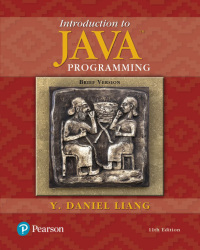 Introduction to
JAVA
PROGRAMMING
BRIEF VERSION
Y. DANIEL LIANG
Pearson
11th Edition